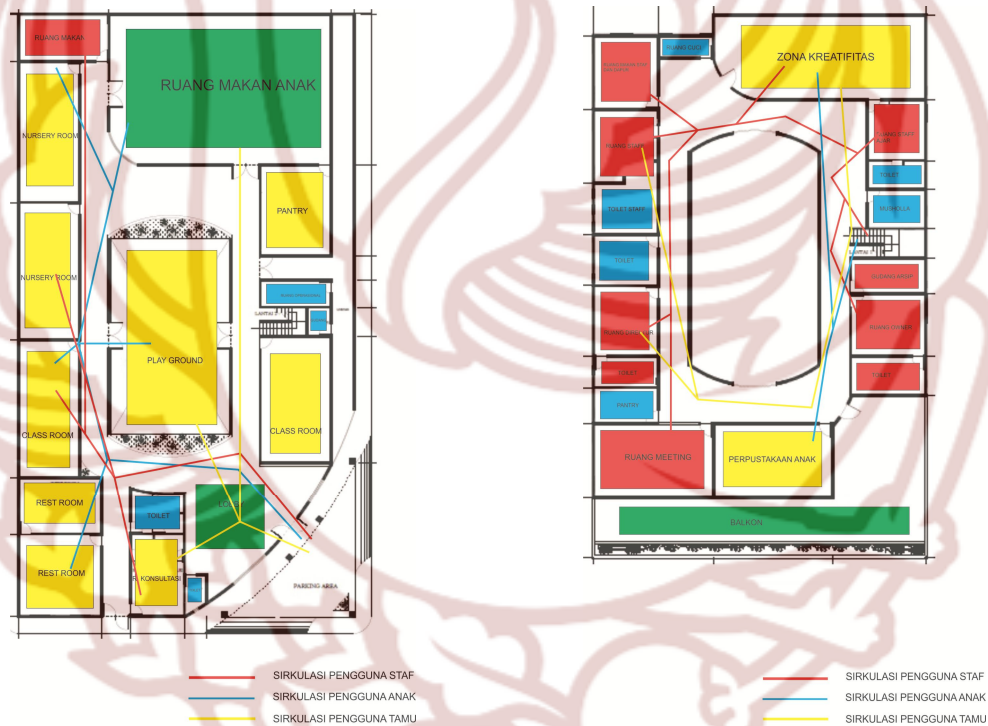 RUANG MAKAN
RUANG MAKAN ANAK
NURSERY ROOM
PANTRY
NURSERY ROOM
LANTAI 2
PLAY GROUND
CLASS ROOM
CLASS ROOM
REST ROOM
TOILET
REST ROOM
KONSULTASI
PARKING AREA
SIRKULASI PENGGUNA STAF
SIRKULASI PENGGUNA ANAK
SIRKULASI PENGGUNA TAMU
RUANG CUCI
ZONA KREATIFITAS
RUANG STAFF
TOILET STAFF
TOILET
MUSHOLLA
TOILET
GUDANG ARSIP
RUANG OWNER
TOILET
TOILET
PANTRY
RUANG MEETING
PERPUSTAKAAN ANAK
BALKON
SIRKULASI PENGGUNA STAF
SIRKULASI PENGGUNA ANAK
SIRKULASI PENGGUNA TAMU